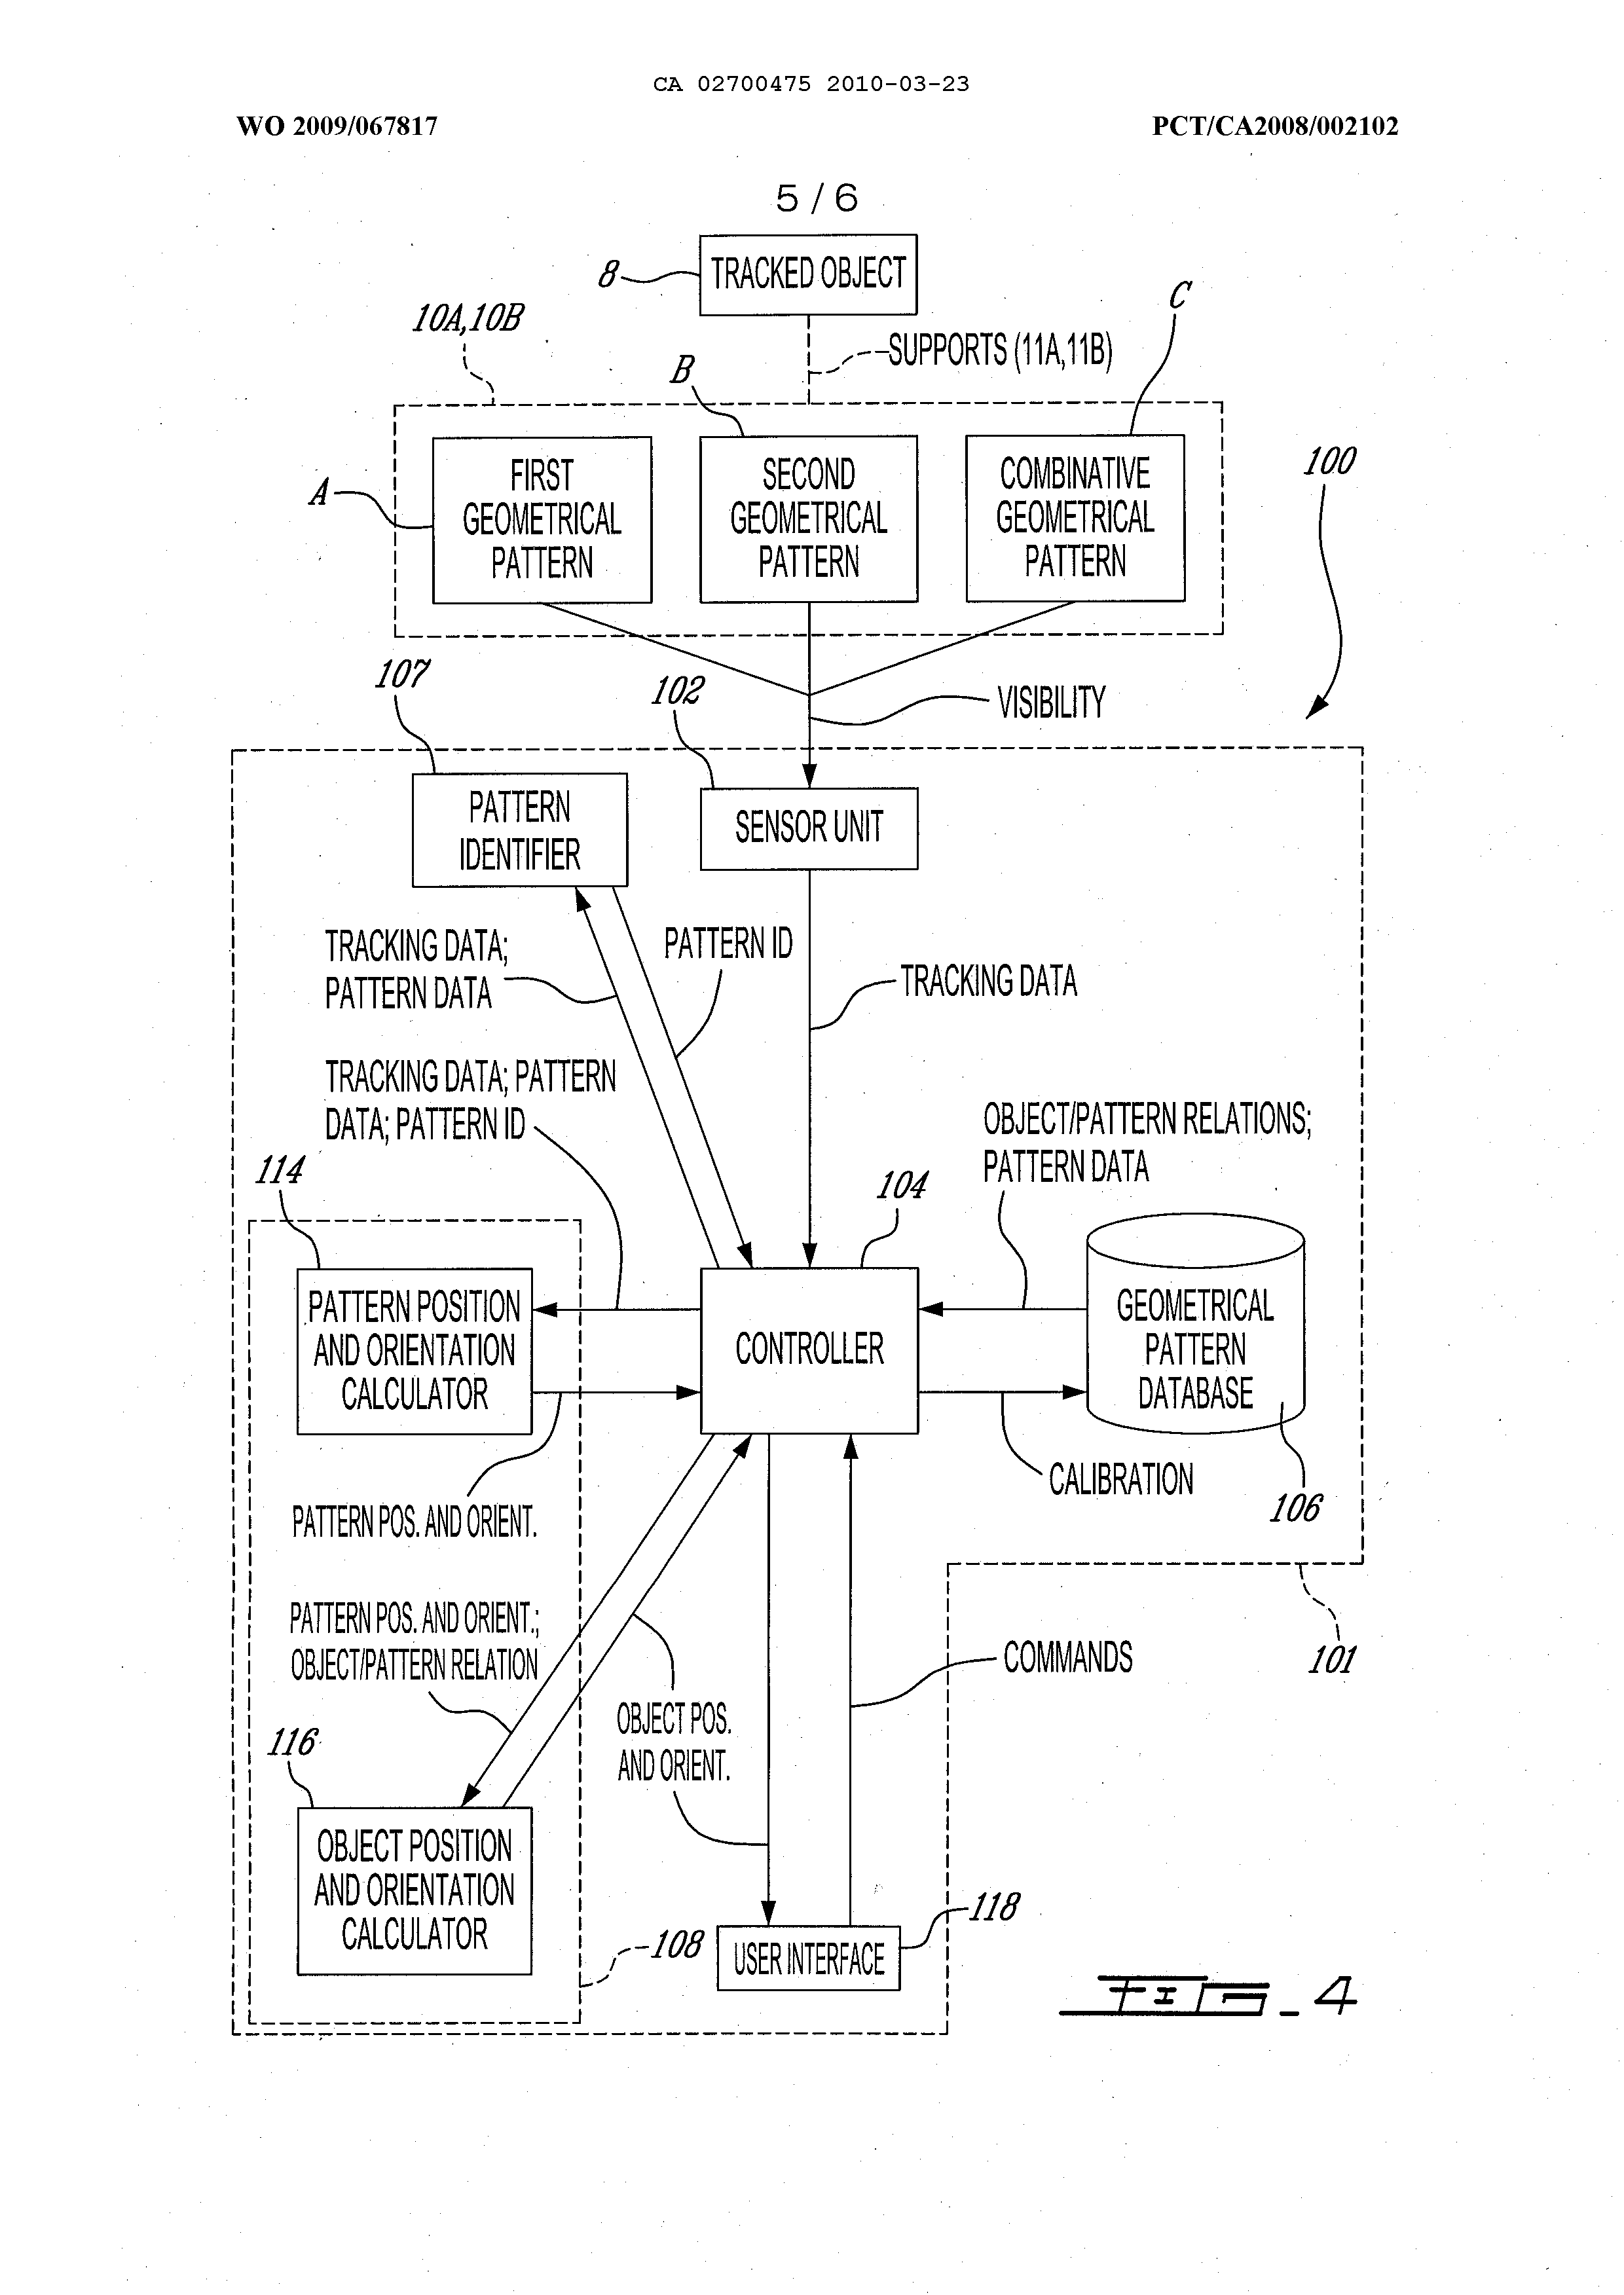 CA 02700475 2010-03-23
WO 2009/067817
PCT/CA2008/002102
5/6
TRACKED OBJECT
8
10A,10B
SUPPORTS (11A,11B)
C
B
A
FIRST
GEOMETRICAL
PATTERN
SECOND
GEOMETRICAL
PATTERN
COMBINATIVE
GEOMETRICAL
PATTERN
100
107
102
VISIBILITY
PATTERN
IDENTIFIER
SENSOR UNIT
TRACKING DATA;
PATTERN DATA
PATTERN ID
TRACKING DATA
TRACKING DATA; PATTERN
DATA; PATTERN ID
OBJECT/PATTERN RELATIONS;
PATTERN DATA
114
104
PATTERN POSITION
AND ORIENTATION
CALCULATOR
CONTROLLER
GEOMETRICAL
PATTERN
DATABASE
CALIBRATION
106
PATTERN POS. AND ORIENT.
PATTERN POS. AND ORIENT.;
OBJECT/PATTERN RELATION
COMMANDS
101
OBJECT POS.
AND ORIENT.
116
OBJECT POSITION
AND ORIENTATION
CALCULATOR
108
118
USER INTERFACE
FIG_4